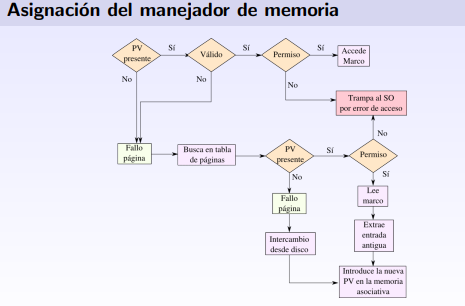 Asignación del manejador de memoria
PV
presente
Sí
Válido
Sí
Permiso
Sí
Accede
Marco
No
No
No
Trampa al SO
por error de acceso
Fallo
página
Busca en tabla
de páginas
PV
presente
Sí
Permiso
No
No
Sí
Fallo
página
Lee
marco
Intercambio
desde disco
Extrae
entrada
antigua
Introduce la nueva
PV en la memoria
asociativa